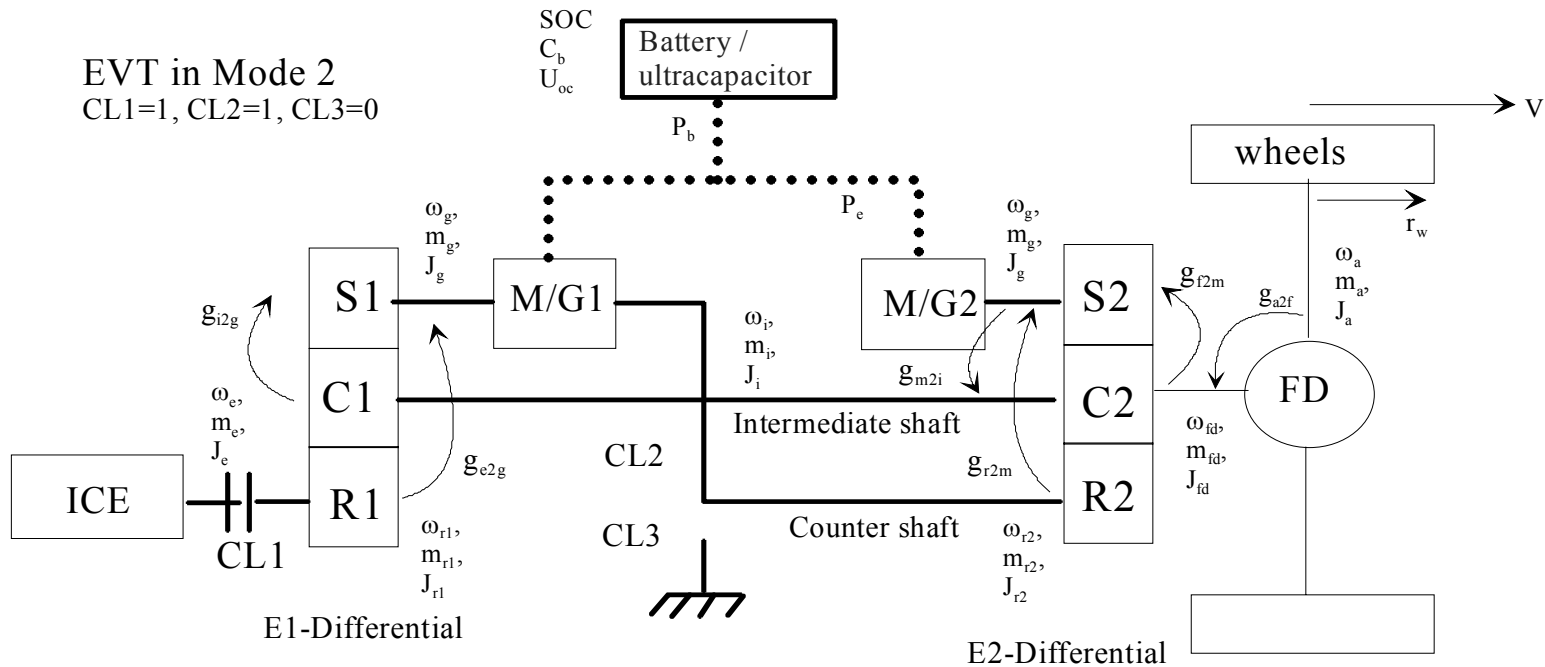 EVT in Mode 2
CL1=1, CL2=1, CL3=0
SOC
C_b
U_oc
Battery /
ultracapacitor
P_b
P_e
V
wheels
r_w
ω_g,
m_g,
J_g
ω_g,
m_g,
J_g
ω_a
m_a,
J_a
S1
M/G1
M/G2
S2
g_i2g
g_f2m
g_a2f
ω_i,
m_i,
J_i
g_m2i
C1
C2
FD
Intermediate shaft
ω_e,
m_e,
J_e
g_e2g
CL2
g_r2m
ω_fd,
m_fd,
J_fd
ICE
R1
R2
CL1
ω_r1,
m_r1,
J_r1
CL3
Counter shaft
ω_r2,
m_r2,
J_r2
E1-Differential
E2-Differential